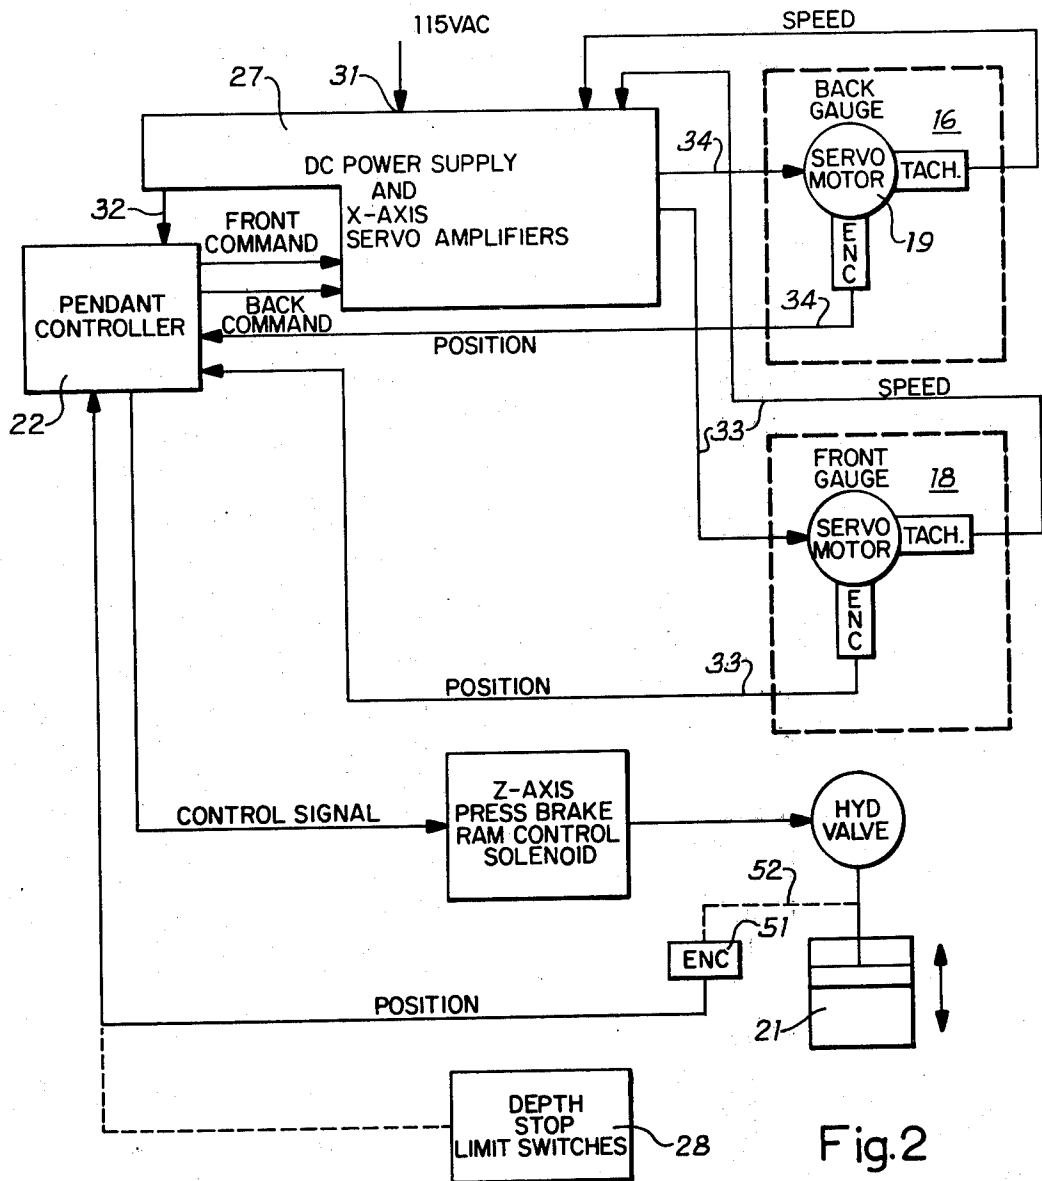 115VAC
SPEED
27
31
BACK
GAUGE
16
DC POWER SUPPLY
AND
X-AXIS
SERVO AMPLIFIERS
34
SERVO
MOTOR
TACH.
32
FRONT
COMMAND
ENC
19
PENDANT
CONTROLLER
BACK
COMMAND
34
POSITION
22
SPEED
33
FRONT
GAUGE
18
SERVO
MOTOR
TACH.
ENC
POSITION
33
Z-AXIS
PRESS BRAKE
RAM CONTROL
SOLENOID
CONTROL SIGNAL
HYD
VALVE
52
51
ENC
POSITION
21
DEPTH
STOP
LIMIT SWITCHES
28
Fig.2